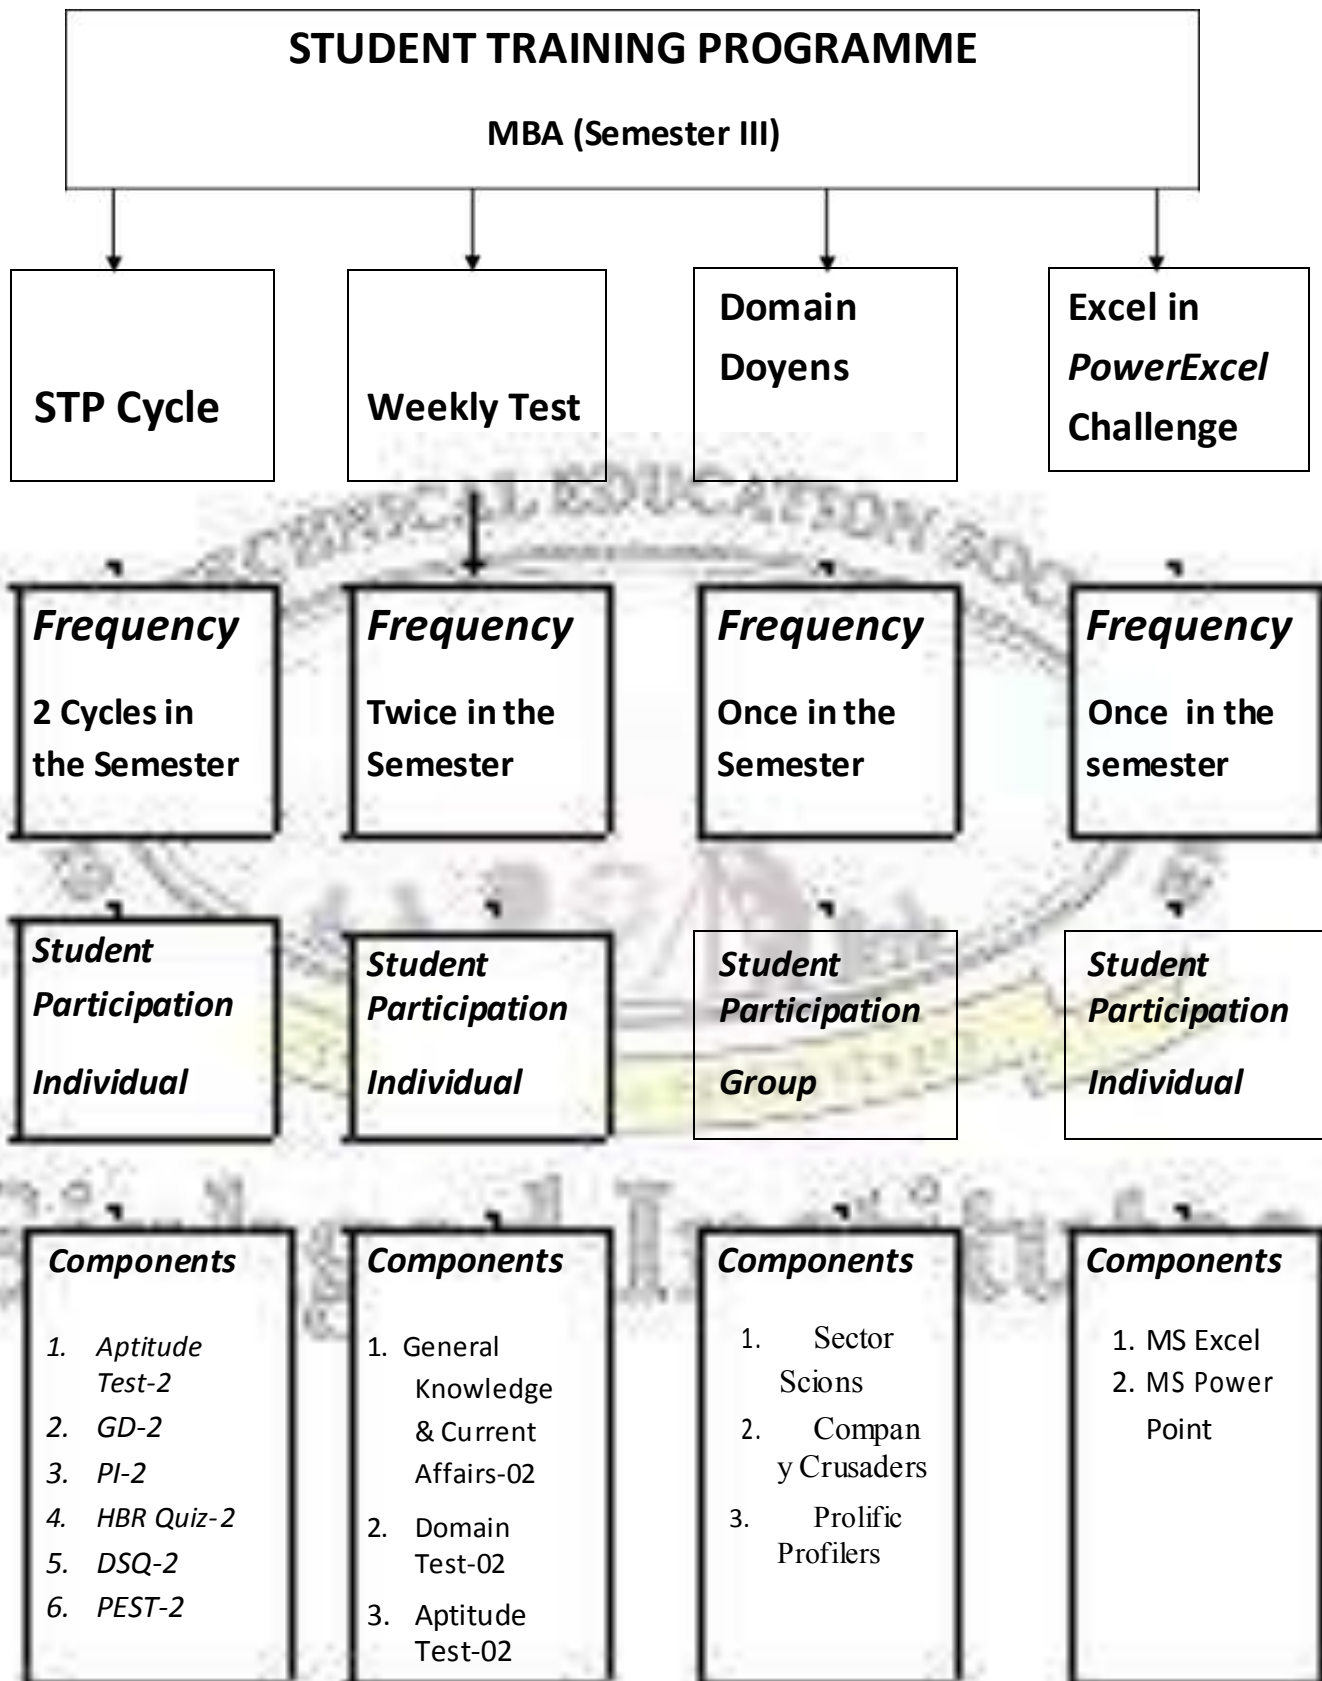 STUDENT TRAINING PROGRAMME
MBA (Semester III)
STP Cycle
Weekly Test
Domain
Doyens
Excel in
PowerExcel
Challenge
TECHNICAL EDUCATION
Frequency
2 Cycles in
the Semester
Frequency
Twice in the
Semester
Frequency
Once in the
Semester
Frequency
Once in the
semester
Student
Participation
Individual
Student
Participation
Individual
Student
Participation
Group
Student
Participation
Individual
Components
1. Aptitude
Test-2
2. GD-2
3. PI-2
4. HBR Quiz-2
5. DSQ-2
6. PEST-2
Components
1. General
Knowledge
& Current
Affairs-02
2. Domain
Test-02
3. Aptitude
Test-02
Components
1. Sector
Scions
2. Compan
y Crusaders
3. Prolific
Profilers
Components
1. MS Excel
2. MS Power
Point